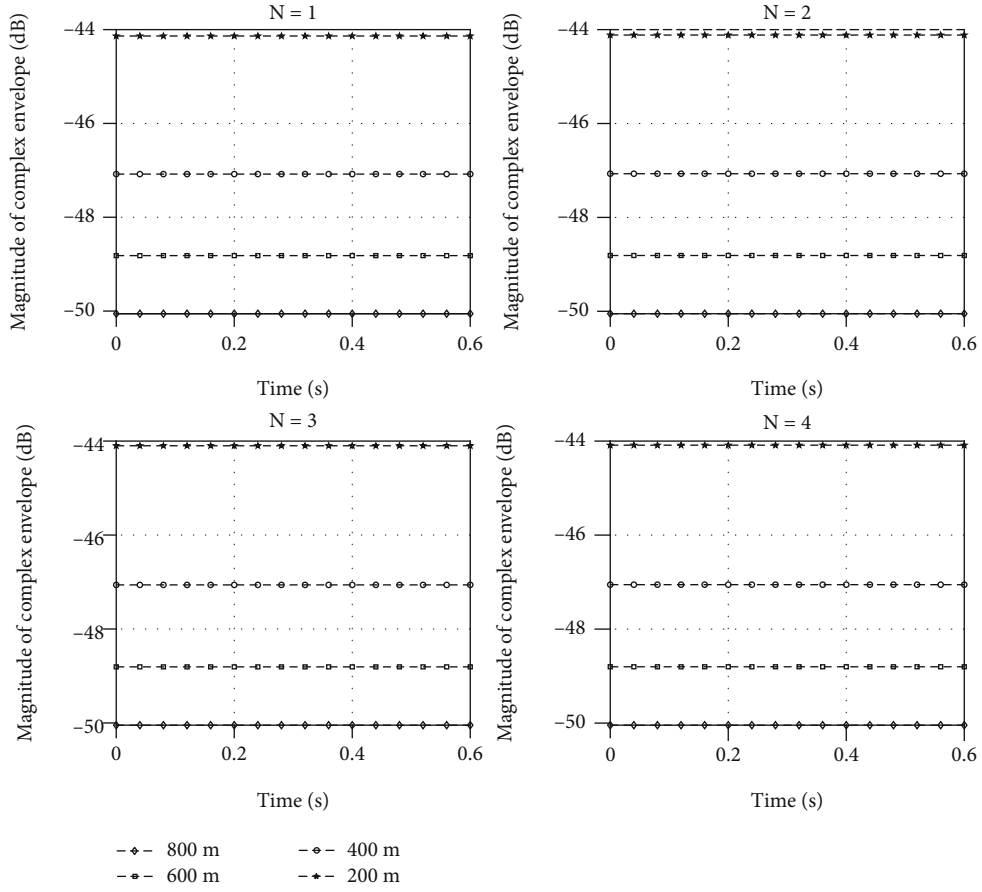 N = 1
Magnitude of complex envelope (dB)
−44
−46
−48
−50
0 0.2 0.4 0.6
Time (s)
N = 2
Magnitude of complex envelope (dB)
−44
−46
−48
−50
0 0.2 0.4 0.6
Time (s)
N = 3
Magnitude of complex envelope (dB)
−44
−46
−48
−50
0 0.2 0.4 0.6
Time (s)
N = 4
Magnitude of complex envelope (dB)
−44
−46
−48
−50
0 0.2 0.4 0.6
Time (s)
800 m
600 m
400 m
200 m